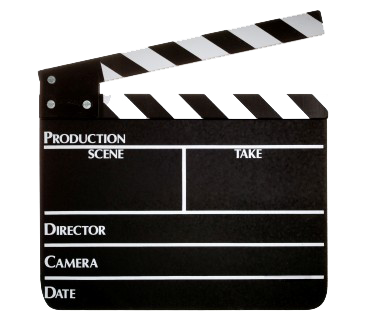 PRODUCTION
SCENE TAKE
DIRECTOR
CAMERA
DATE